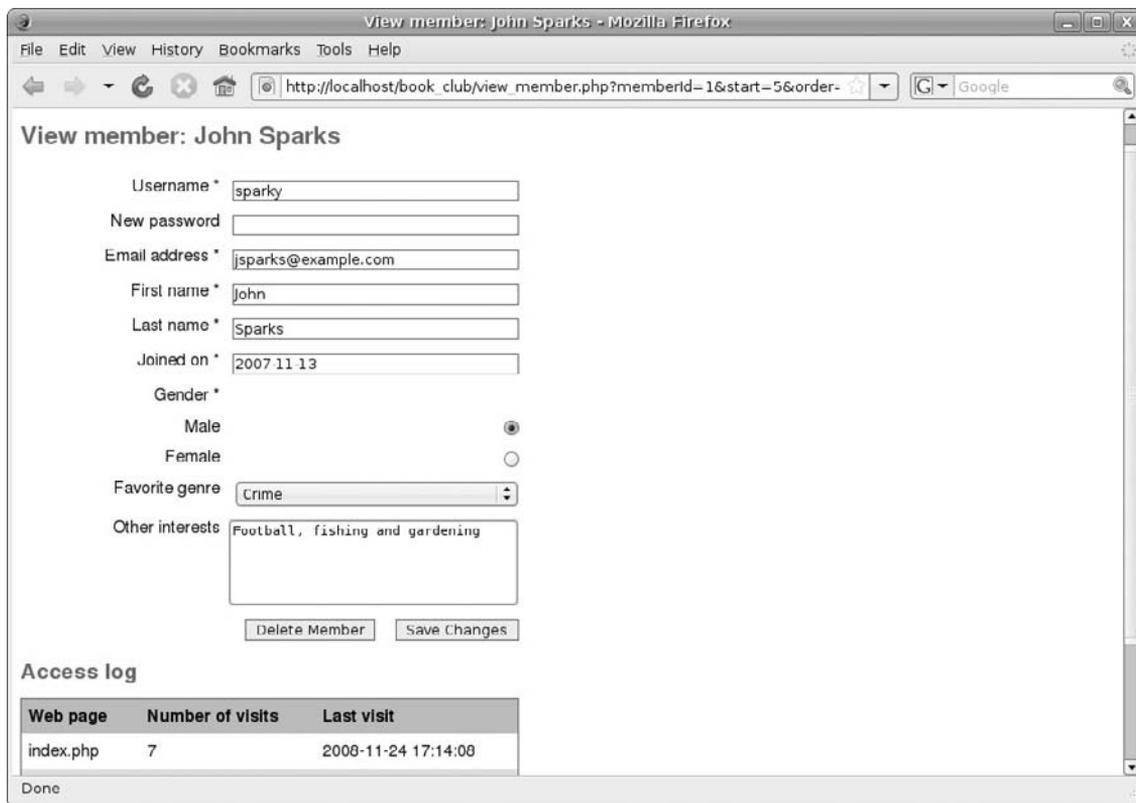 View member: John Sparks - Mozilla Firefox
File Edit View History Bookmarks Tools Help
http://localhost/book_club/view_member.php?memberId=1&start=5&order- G Google
View member: John Sparks
Username * sparky
New password
Email address * jsparks@example.com
First name * John
Last name * Sparks
Joined on * 2007-11-13
Gender *
Male
Female
Favorite genre Crime
Other interests Football, fishing and gardening
Delete Member Save Changes
Access log
Web page Number of visits Last visit
index.php 7 2008-11-24 17:14:08
Done